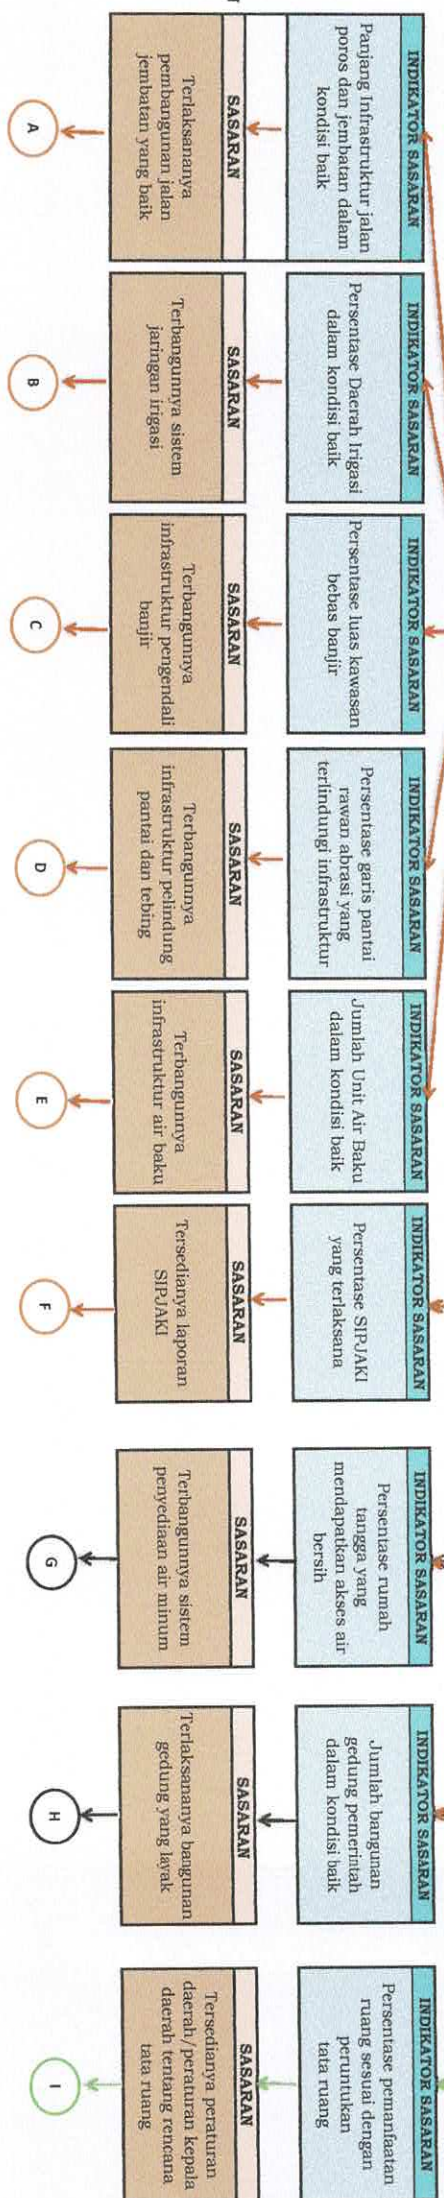 INDIKATOR SASARAN
Panjang Infrastruktur jalan
poros dan jembatan dalam
kondisi baik
SASARAN
Terlaksananya
pembangunan jalan
jembatan yang baik
A
INDIKATOR SASARAN
Persentase Daerah Irigasi
dalam kondisi baik
SASARAN
Terbangunnya sistem
jaringan irigasi
B
INDIKATOR SASARAN
Persentase luas kawasan
bebas banjir
SASARAN
Terbangunnya
infrastruktur pengendali
banjir
C
INDIKATOR SASARAN
Persentase garis pantai
rawan abrasi yang
terlindungi infrastruktur
SASARAN
Terbangunnya
infrastruktur pelindung
pantai dan tebing
D
INDIKATOR SASARAN
Jumlah Unit Air Baku
dalam kondisi baik
SASARAN
Terbangunnya
infrastruktur air baku
E
INDIKATOR SASARAN
Persentase SIPJAKI
yang terlaksana
SASARAN
Tersedianya laporan
SIPJAKI
F
INDIKATOR SASARAN
Persentase rumah
tangga yang
mendapatkan akses air
bersih
SASARAN
Terbangunnya sistem
penyediaan air minum
G
INDIKATOR SASARAN
Jumlah bangunan
gedung pemerintah
dalam kondisi baik
SASARAN
Terlaksananya bangunan
gedung yang layak
H
INDIKATOR SASARAN
Persentase pemanfaatan
ruang sesuai dengan
peruntukan
tata ruang
SASARAN
Tersedianya peraturan
daerah/peraturan kepala
daerah tentang rencana
tata ruang
I